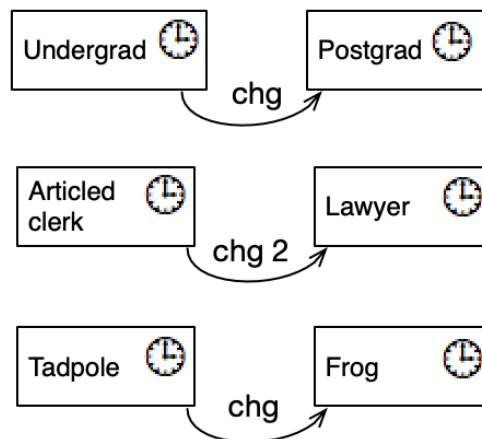 Undergrad
Postgrad
chg
Articled
clerk
Lawyer
chg 2
Tadpole
Frog
chg